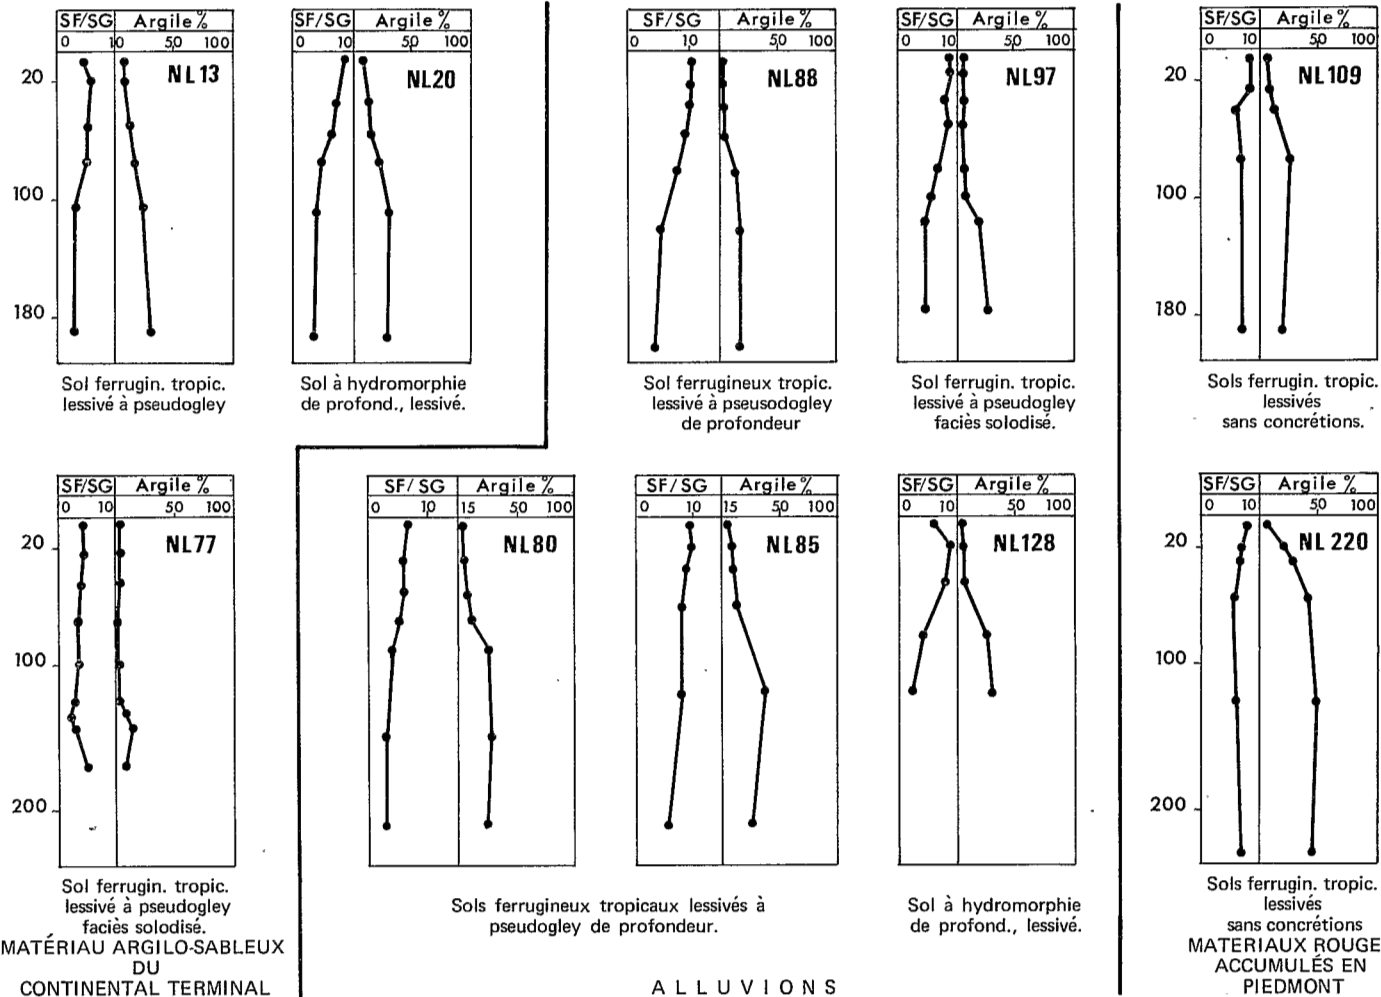 SF/SG Argile %
0 10 50 100
NL13
20
100
180
Sol ferrugin. tropic.
lessivé à pseudogley
SF/SG Argile %
0 10 50 100
NL20
Sol à hydromorphie
de profond., lessivé.
SF/SG Argile %
0 10 50 100
NL88
Sol ferrugineux tropic.
lessivé à pseusodogley
de profondeur
SF/SG Argile %
0 10 50 100
NL97
Sol ferrugin. tropic.
lessivé à pseudogley
faciès solodisé.
SF/SG Argile %
0 10 50 100
NL109
20
100
180
Sols ferrugin. tropic.
lessivés
sans concrétions.
SF/SG Argile %
0 10 50 100
NL77
20
100
200
Sol ferrugin. tropic.
lessivé à pseudogley
faciès solodisé.
MATÉRIAU ARGILO-SABLEUX
DU
CONTINENTAL TERMINAL
SF/ SG Argile %
0 10 15 50 100
NL80
SF/ SG Argile %
0 10 15 50 100
NL85
Sols ferrugineux tropicaux lessivés à
pseudogley de profondeur.
SF/SG Argile %
0 10 50 100
NL128
Sol à hydromorphie
de profond., lessivé.
ALLUVIONS
SF/SG Argile %
0 10 50 100
NL 220
20
100
200
Sols ferrugin. tropic.
lessivés
sans concrétions
MATERIAUX ROUGE
ACCUMULÉS EN
PIEDMONT